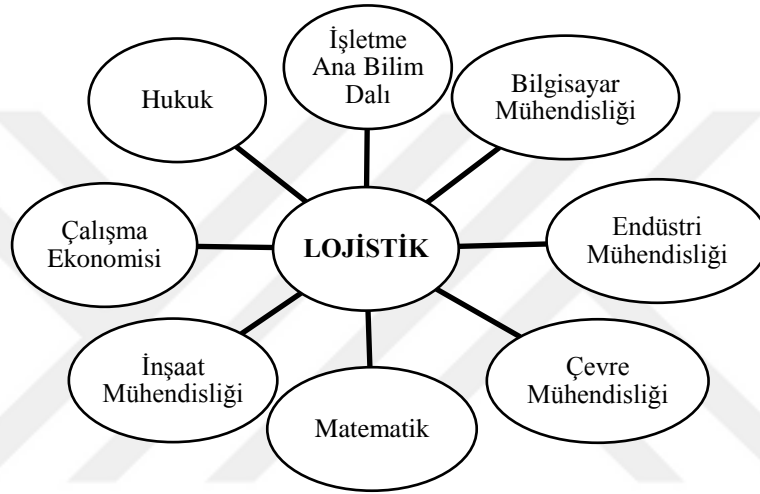 İşletme
Ana Bilim
Dalı
Bilgisayar
Mühendisliği
Hukuk
Çalışma
Ekonomisi
LOJİSTİK
Endüstri
Mühendisliği
İnşaat
Mühendisliği
Matematik
Çevre
Mühendisliği